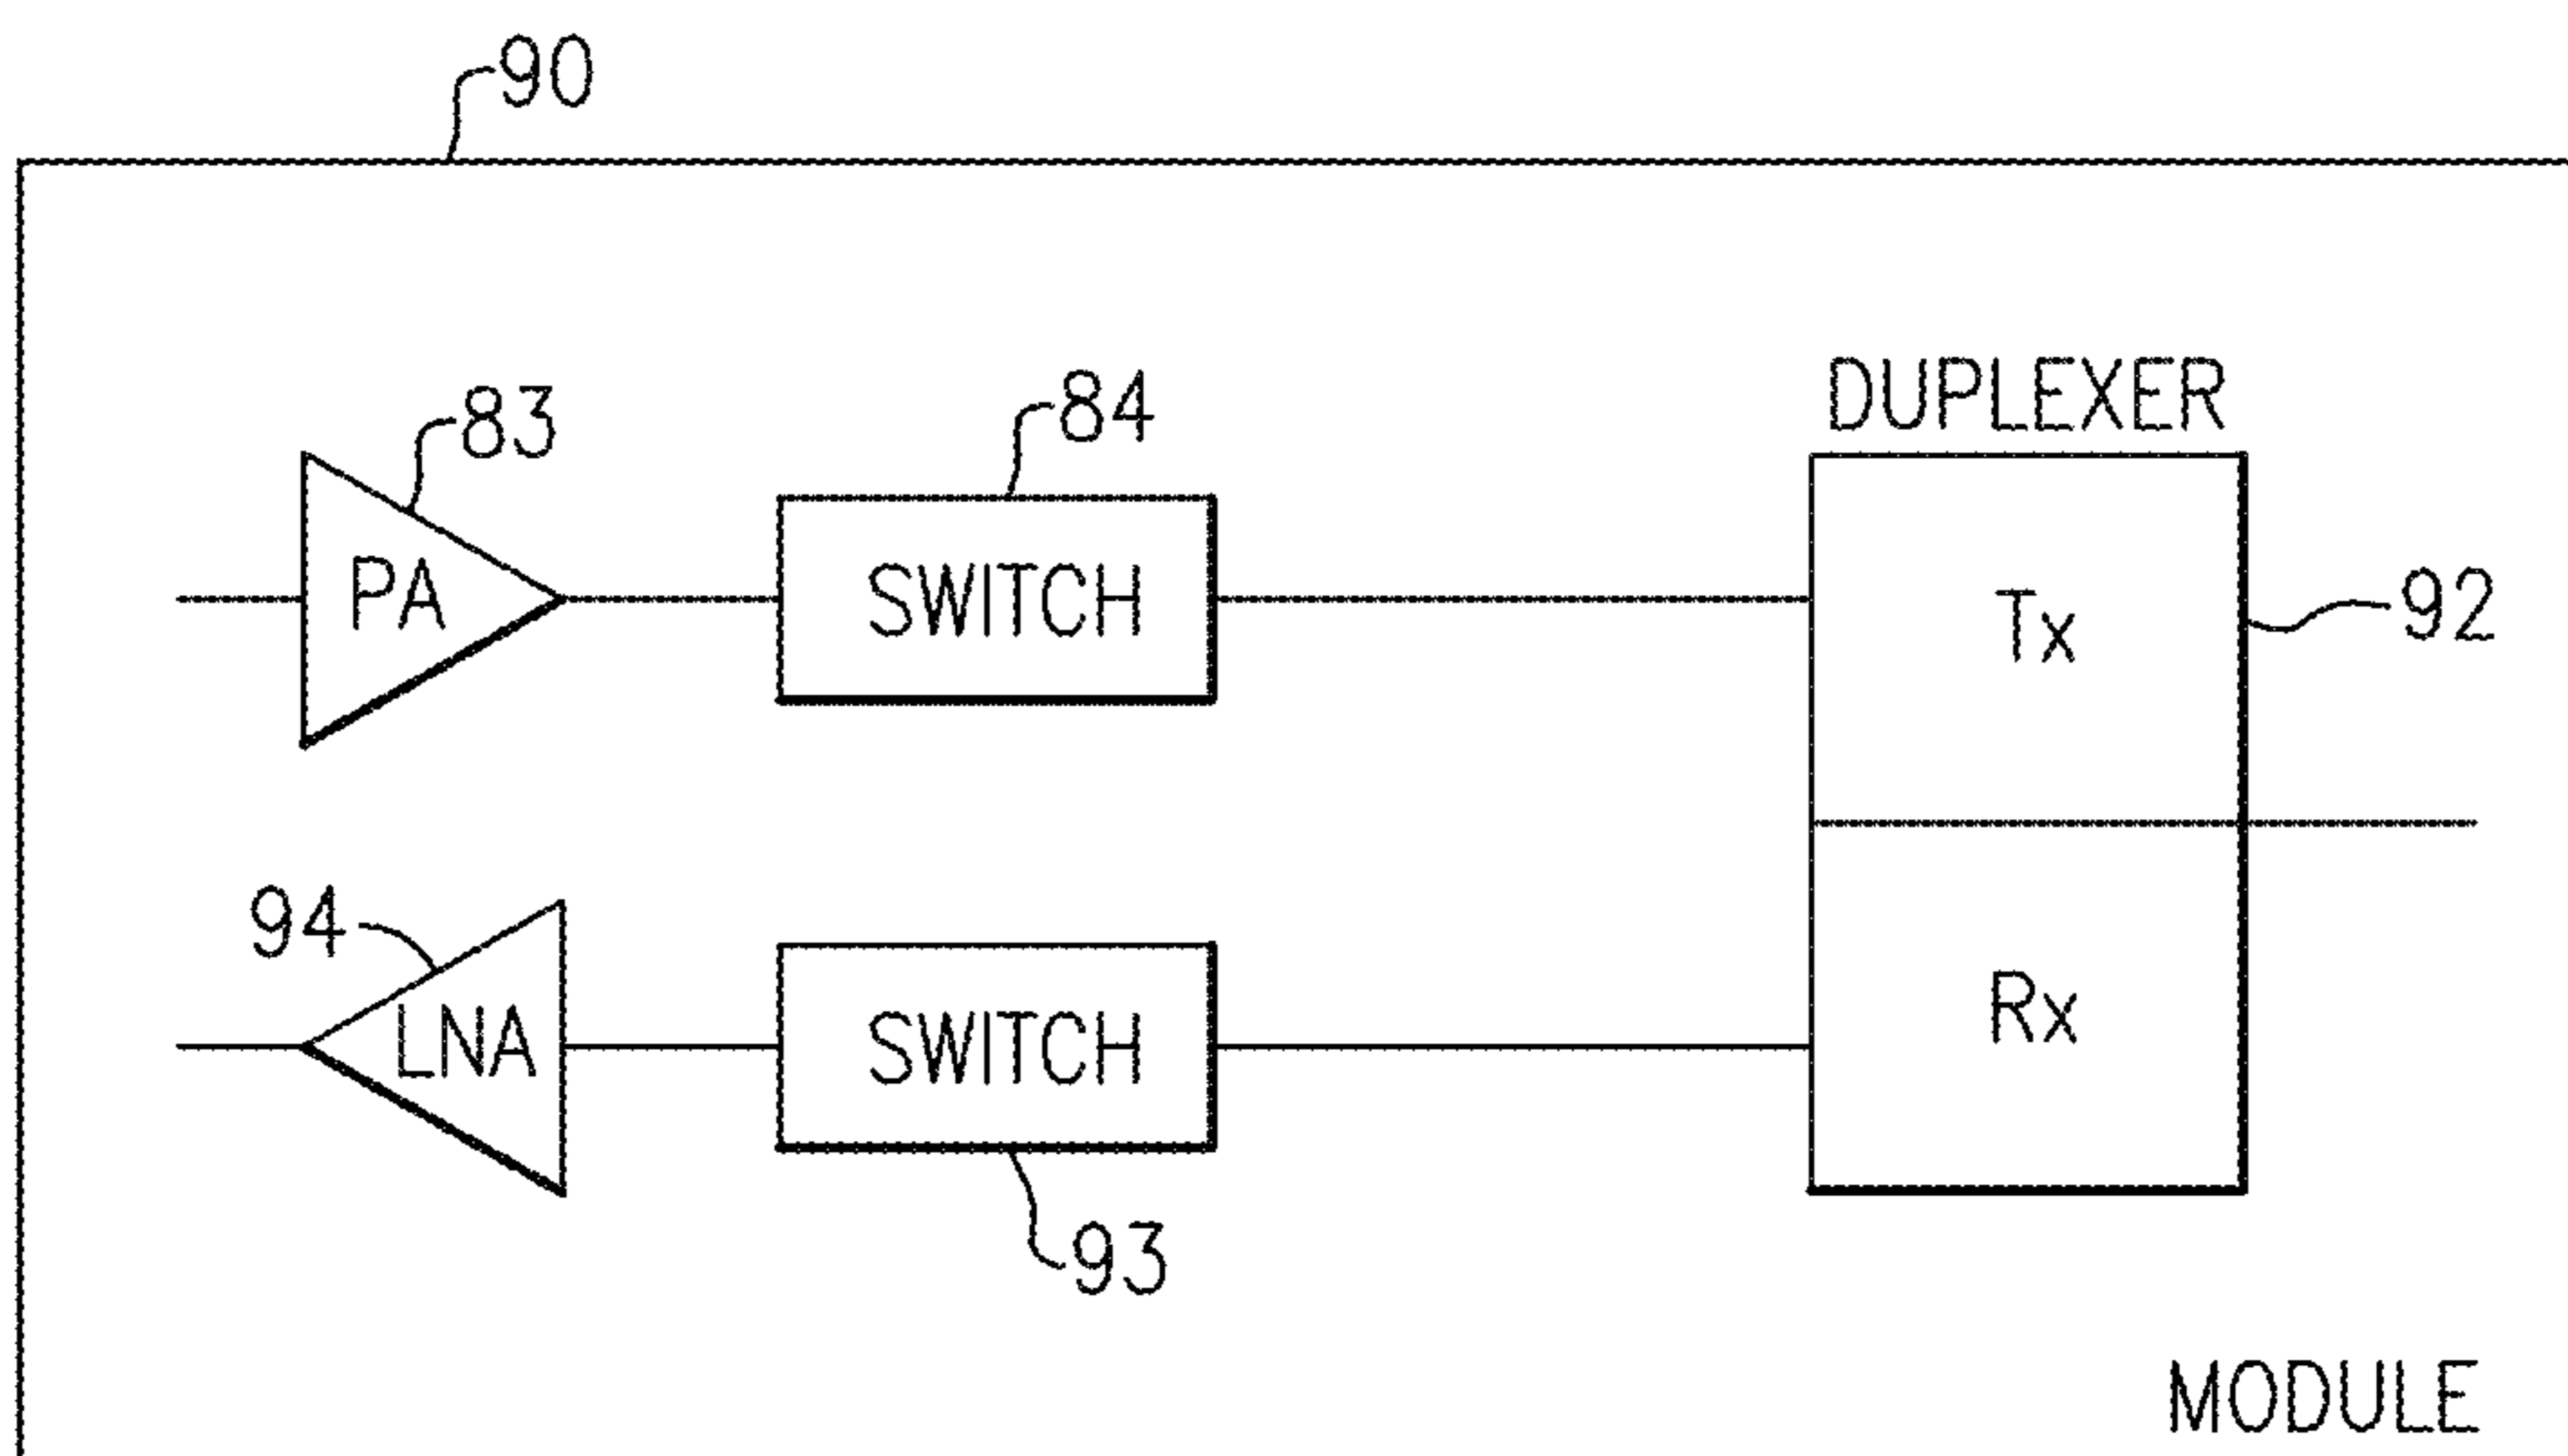 90
83
84
DUPLEXER
PA
SWITCH
Tx
92
94
LNA
SWITCH
Rx
93
MODULE